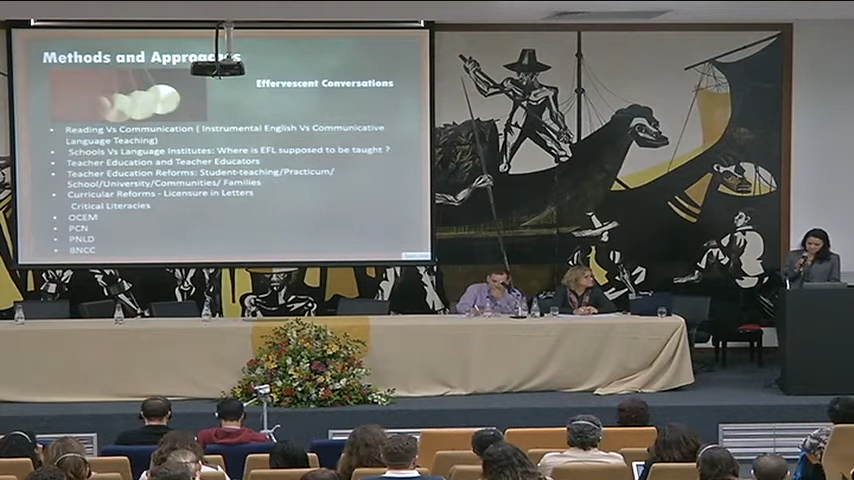 Methods and Approaches
Effervescent Conversations
• Reading Vs Communication ( Instrumental English Vs Communicative
Language Teaching)
• Schools Vs Language Institutes: Where is EFL supposed to be taught ?
• Teacher Education and Teacher Educators
• Teacher Education Reforms: Student-teaching/Practicum/
School/University/Communities/ Families
• Curricular Reforms - Licensure in Letters
Critical Literacies
• OCEM
• PCN
• PNLD
• BNCC